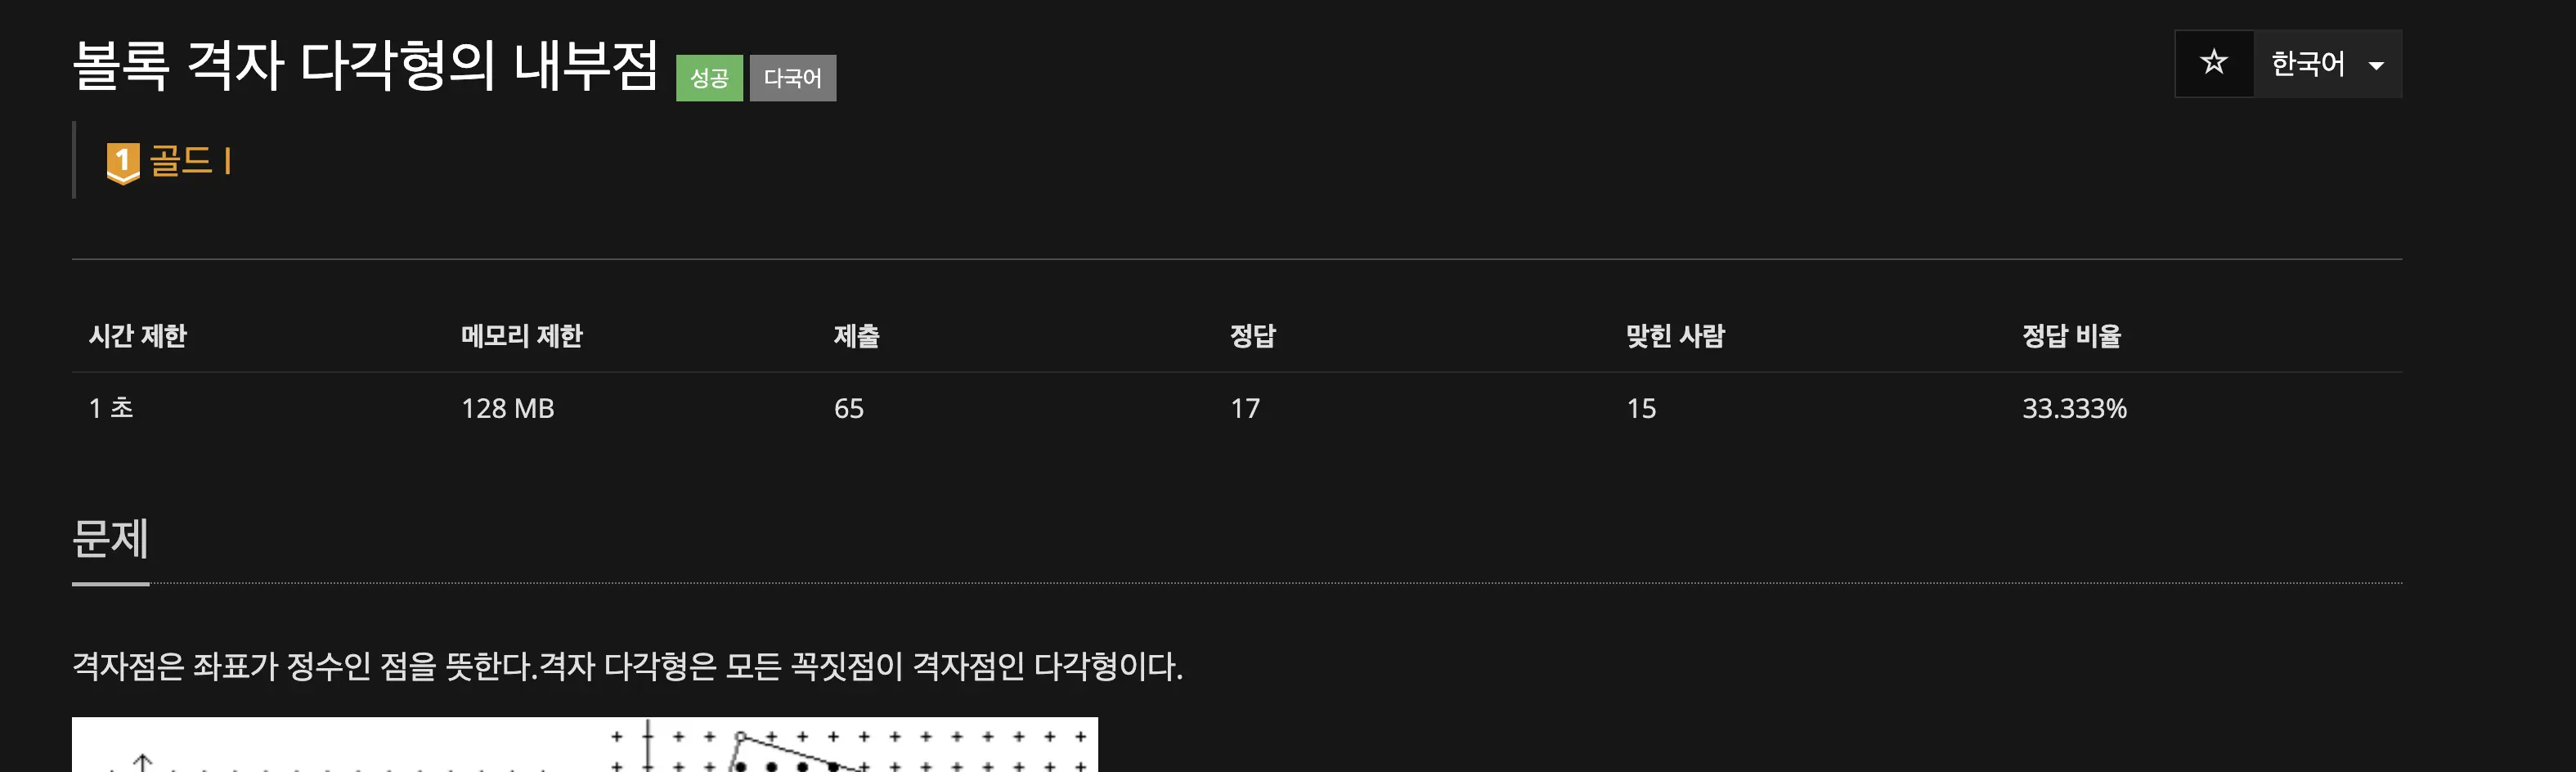 볼록 격자 다각형의 내부점 성공 다국어
☆ 한국어
1 골드 I
시간 제한 메모리 제한 제출 정답 맞힌 사람 정답 비율
1 초 128 MB 65 17 15 33.333%
문제
격자점은 좌표가 정수인 점을 뜻한다.격자 다각형은 모든 꼭짓점이 격자점인 다각형이다.